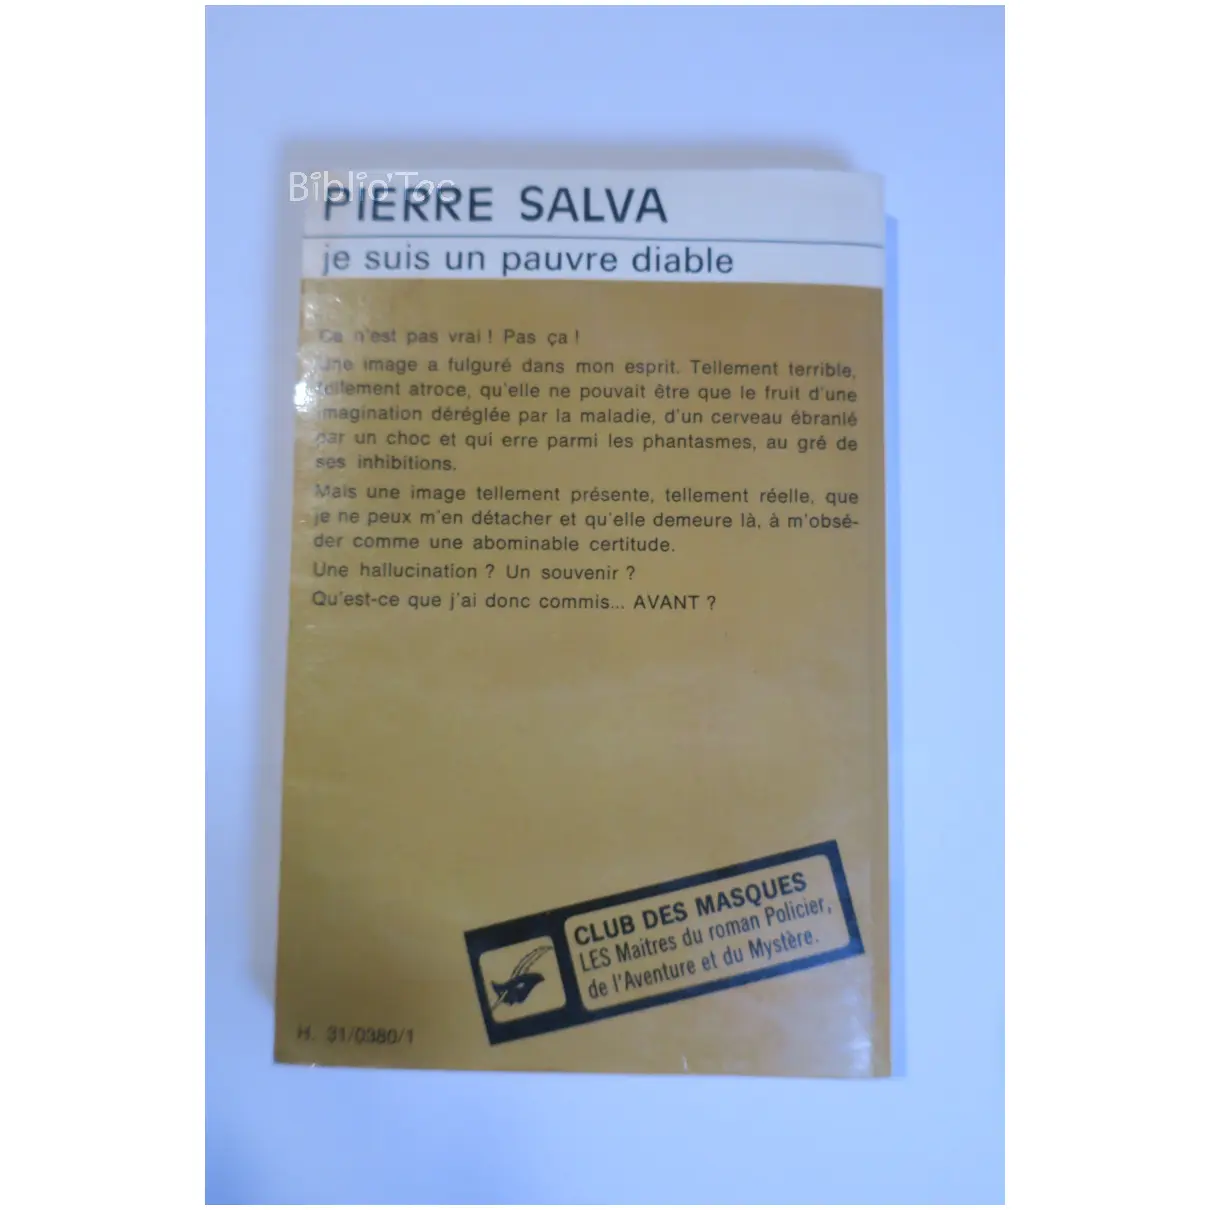 Biblio'Tec
PIERRE SALVA
je suis un pauvre diable
Ce n'est pas vrai ! Pas ça !
Une image a fulguré dans mon esprit. Tellement terrible,
tellement atroce, qu'elle ne pouvait être que le fruit d'une
imagination déréglée par la maladie, d'un cerveau ébranlé
par un choc et qui erre parmi les phantasmes, au gré de
ses inhibitions.
Mais une image tellement présente, tellement réelle, que
je ne peux m'en détacher et qu'elle demeure là, à m'obsé-
der comme une abominable certitude.
Une hallucination ? Un souvenir ?
Qu'est-ce que j'ai donc commis... AVANT ?
CLUB DES MASQUES
LES Maîtres du roman Policier,
de l'Aventure et du Mystère.
H. 31/0380/1